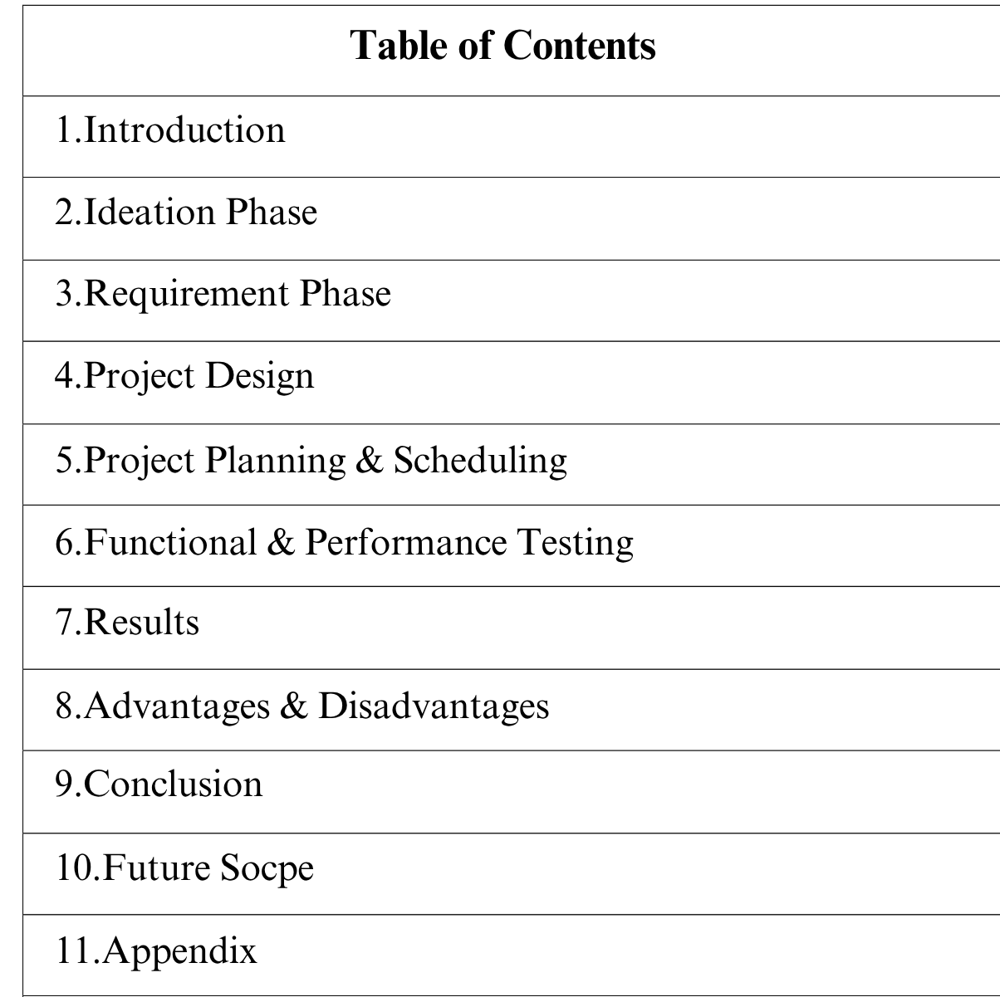 Table of Contents
1.Introduction
2.Ideation Phase
3.Requirement Phase
4.Project Design
5.Project Planning & Scheduling
6.Functional & Performance Testing
7.Results
8.Advantages & Disadvantages
9.Conclusion
10.Future Socpe
11.Appendix